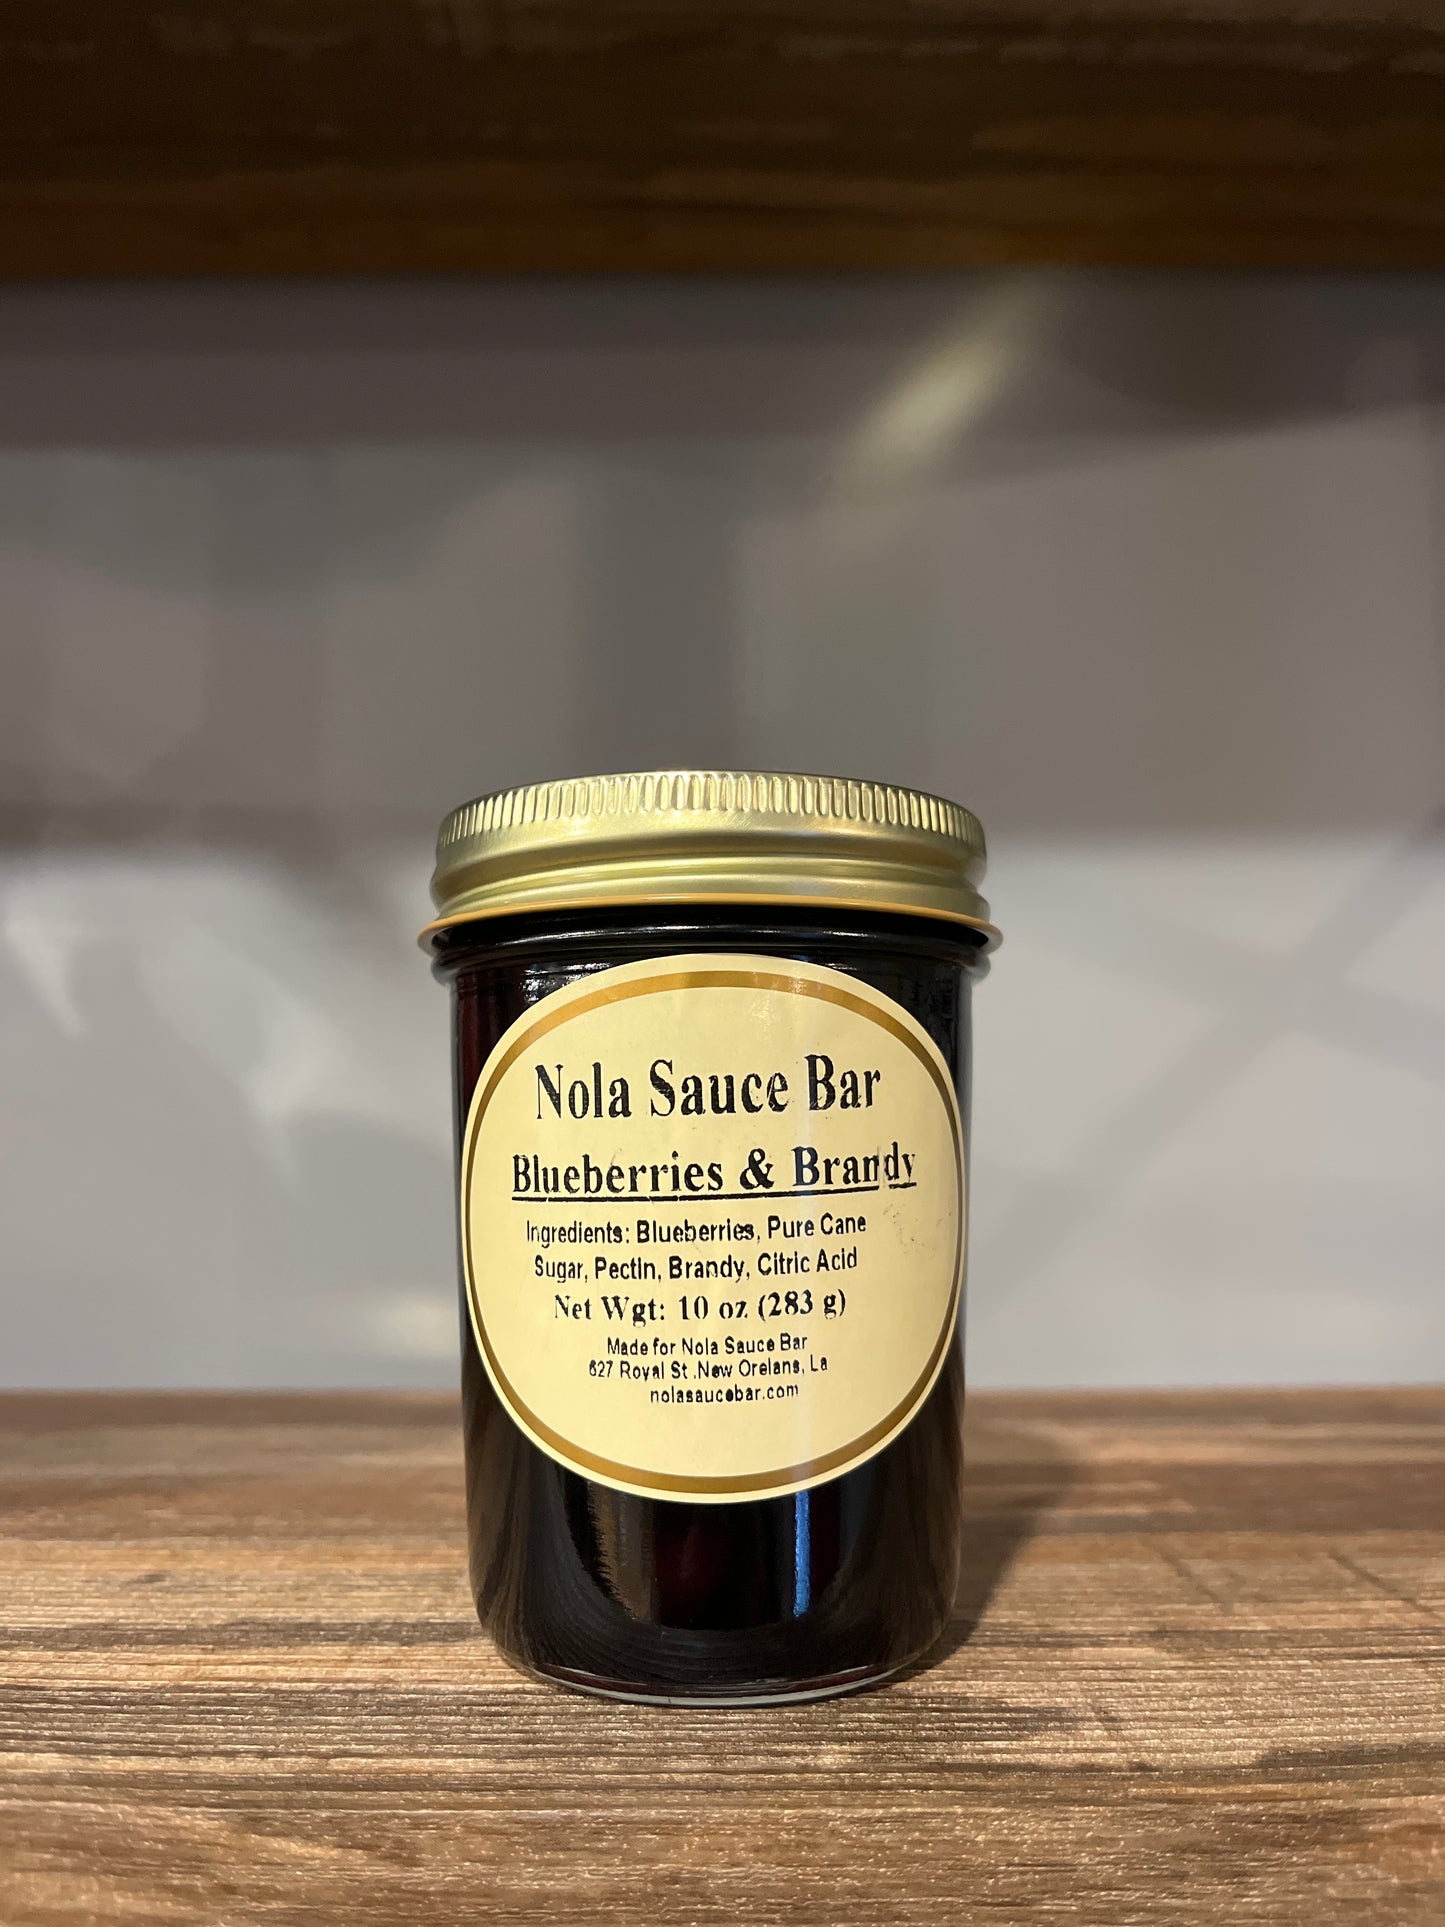 Nola Sauce Bar
Blueberries & Brandy
Ingredients: Blueberries, Pure Cane
Sugar, Pectin, Brandy, Citric Acid
Net Wgt: 10 oz (283 g)
Made for Nola Sauce Bar
627 Royal St .New Orelans, La
nolasaucebar.com